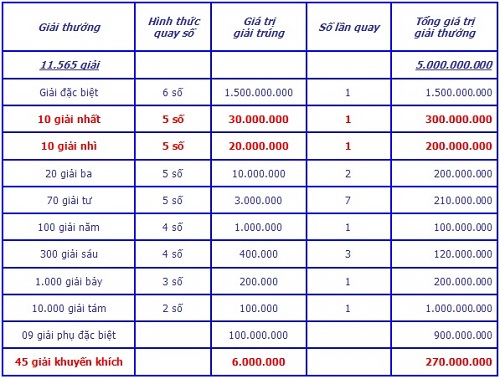 Giải thưởng Hình thức quay số Giá trị giải trúng Số lần quay Tổng giá trị giải thưởng
11.565 giải 5.000.000.000
Giải đặc biệt 6 số 1.500.000.000 1 1.500.000.000
10 giải nhất 5 số 30.000.000 1 300.000.000
10 giải nhì 5 số 20.000.000 1 200.000.000
20 giải ba 5 số 10.000.000 2 200.000.000
70 giải tư 5 số 3.000.000 7 210.000.000
100 giải năm 4 số 1.000.000 1 100.000.000
300 giải sáu 4 số 400.000 3 120.000.000
1.000 giải bảy 3 số 200.000 1 200.000.000
10.000 giải tám 2 số 100.000 1 1.000.000.000
09 giải phụ đặc biệt 100.000.000 900.000.000
45 giải khuyến khích 6.000.000 270.000.000